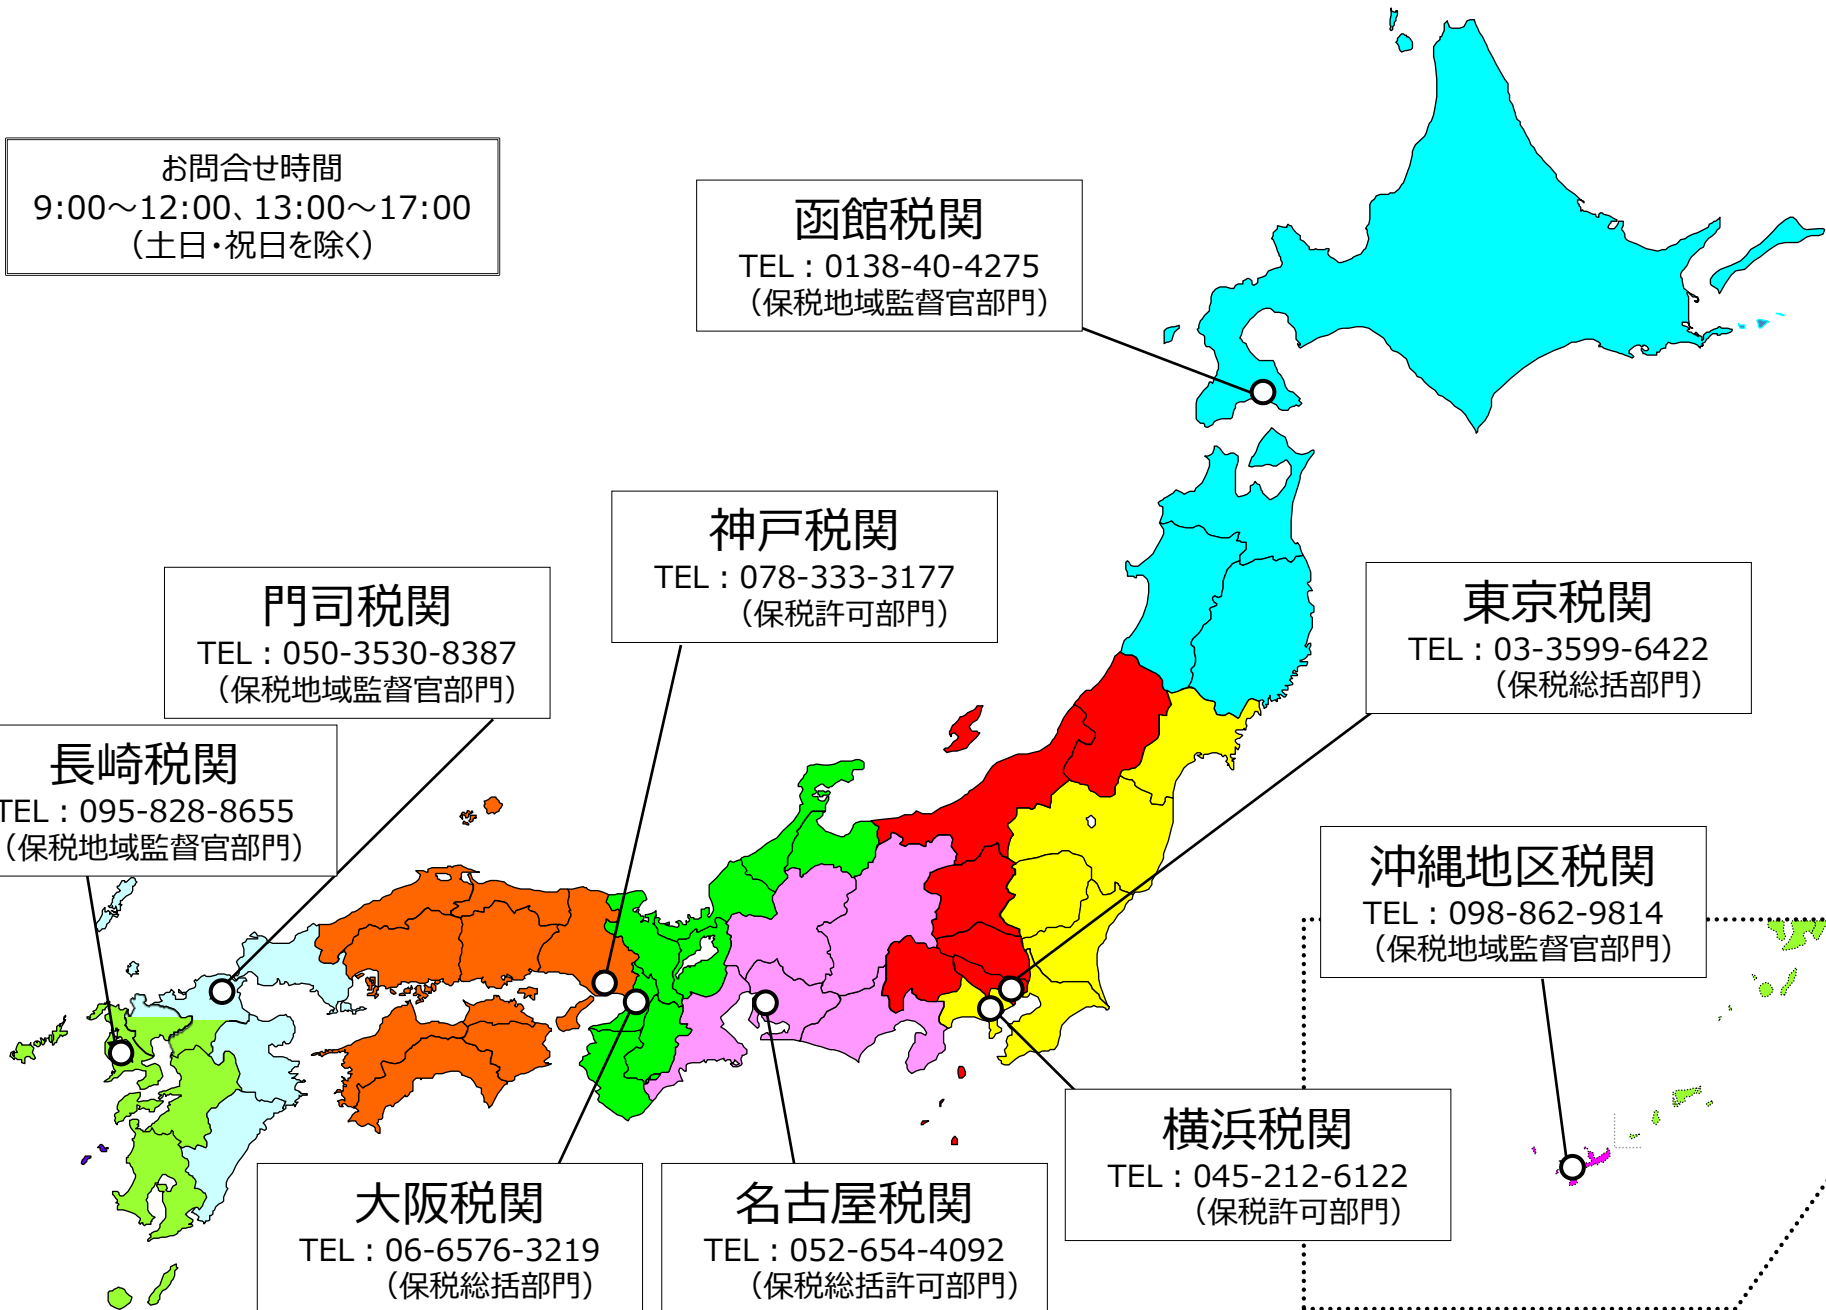 お問合せ時間
9:00～12:00、13:00～17:00
（土日・祝日を除く）
函館税関
TEL：0138-40-4275
（保税地域監督官部門）
神戸税関
TEL：078-333-3177
（保税許可部門）
門司税関
TEL：050-3530-8387
（保税地域監督官部門）
東京税関
TEL：03-3599-6422
（保税総括部門）
長崎税関
TEL：095-828-8655
（保税地域監督官部門）
沖縄地区税関
TEL：098-862-9814
（保税地域監督官部門）
横浜税関
TEL：045-212-6122
（保税許可部門）
大阪税関
TEL：06-6576-3219
（保税総括部門）
名古屋税関
TEL：052-654-4092
（保税総括許可部門）